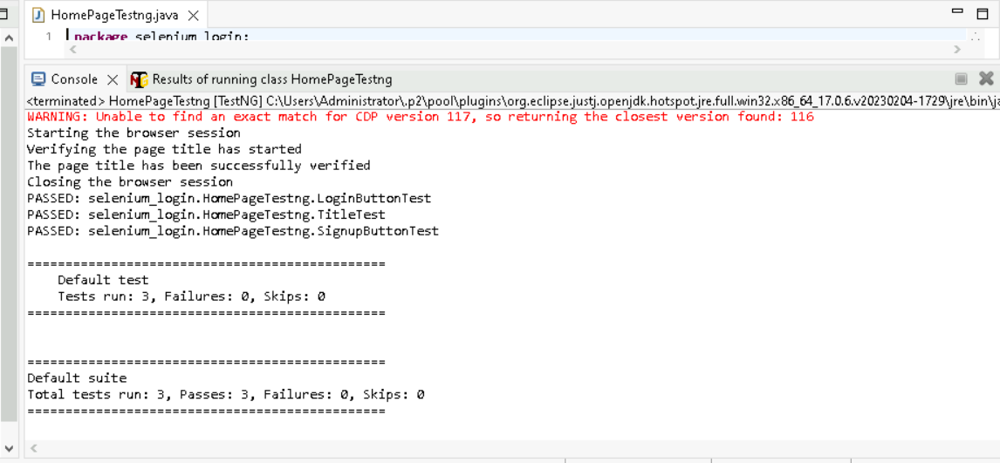 HomePageTestng.java
1 package selenium_login;
Console Results of running class HomePageTestng
<terminated> HomePageTestng [TestNG] C:\Users\Administrator\.p2\pool\plugins\org.eclipse.justj.openjdk.hotspot.jre.full.win32.x86_64_17.0.6.v20230204-1729\jre\bin\ja
WARNING: Unable to find an exact match for CDP version 117, so returning the closest version found: 116
Starting the browser session
Verifying the page title has started
The page title has been successfully verified
Closing the browser session
PASSED: selenium_login.HomePageTestng.LoginButtonTest
PASSED: selenium_login.HomePageTestng.TitleTest
PASSED: selenium_login.HomePageTestng.SignupButtonTest
===============================================
Default test
Tests run: 3, Failures: 0, Skips: 0
===============================================
===============================================
Default suite
Total tests run: 3, Passes: 3, Failures: 0, Skips: 0
===============================================